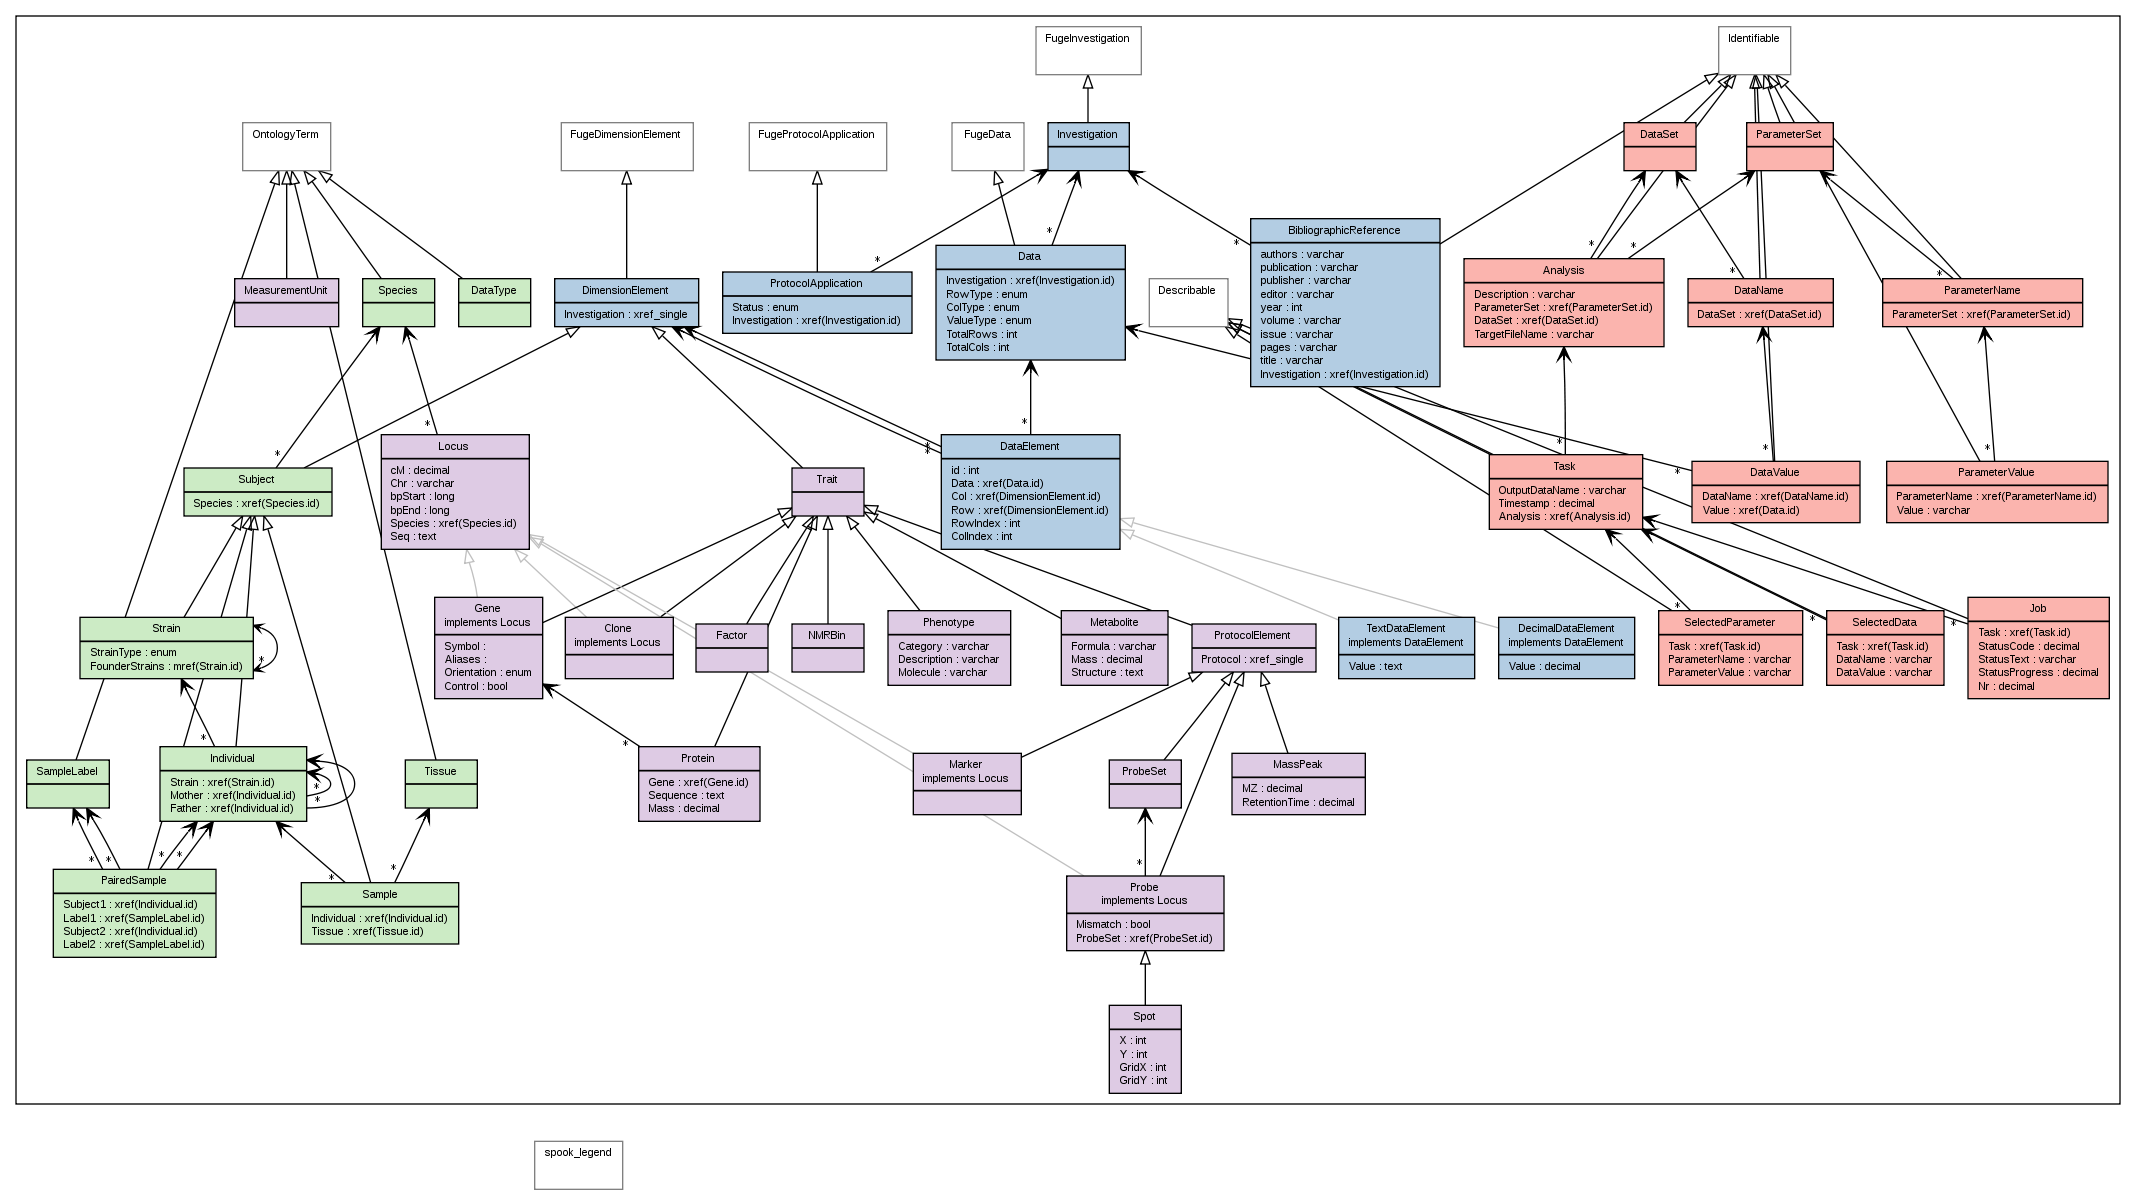 FugeInvestigation
Identifiable
OntologyTerm
FugeDimensionElement
FugeProtocolApplication
FugeData
Investigation
DataSet
ParameterSet
MeasurementUnit
Species
DataType
DimensionElement
Investigation : xref_single
ProtocolApplication
Status : enum
Investigation : xref(Investigation.id)
Data
Investigation : xref(Investigation.id)
RowType : enum
ColType : enum
ValueType : enum
TotalRows : int
TotalCols : int
Describable
BibliographicReference
authors : varchar
publication : varchar
publisher : varchar
editor : varchar
year : int
volume : varchar
issue : varchar
pages : varchar
title : varchar
Investigation : xref(Investigation.id)
Analysis
Description : varchar
ParameterSet : xref(ParameterSet.id)
DataSet : xref(DataSet.id)
TargetFileName : varchar
DataName
DataSet : xref(DataSet.id)
ParameterName
ParameterSet : xref(ParameterSet.id)
Subject
Species : xref(Species.id)
Locus
cM : decimal
Chr : varchar
bpStart : long
bpEnd : long
Species : xref(Species.id)
Seq : text
Trait
DataElement
id : int
Data : xref(Data.id)
Col : xref(DimensionElement.id)
Row : xref(DimensionElement.id)
RowIndex : int
ColIndex : int
Task
OutputDataName : varchar
Timestamp : decimal
Analysis : xref(Analysis.id)
DataValue
DataName : xref(DataName.id)
Value : xref(Data.id)
ParameterValue
ParameterName : xref(ParameterName.id)
Value : varchar
Strain
StrainType : enum
FounderStrains : mref(Strain.id)
Gene
implements Locus
Symbol :
Aliases :
Orientation : enum
Control : bool
Clone
implements Locus
Factor
NMRBin
Phenotype
Category : varchar
Description : varchar
Molecule : varchar
Metabolite
Formula : varchar
Mass : decimal
Structure : text
ProtocolElement
Protocol : xref_single
TextDataElement
implements DataElement
Value : text
DecimalDataElement
implements DataElement
Value : decimal
SelectedParameter
Task : xref(Task.id)
ParameterName : varchar
ParameterValue : varchar
SelectedData
Task : xref(Task.id)
DataName : varchar
DataValue : varchar
Job
Task : xref(Task.id)
StatusCode : decimal
StatusText : varchar
StatusProgress : decimal
Nr : decimal
SampleLabel
Individual
Strain : xref(Strain.id)
Mother : xref(Individual.id)
Father : xref(Individual.id)
Tissue
Protein
Gene : xref(Gene.id)
Sequence : text
Mass : decimal
Marker
implements Locus
ProbeSet
MassPeak
MZ : decimal
RetentionTime : decimal
PairedSample
Subject1 : xref(Individual.id)
Label1 : xref(SampleLabel.id)
Subject2 : xref(Individual.id)
Label2 : xref(SampleLabel.id)
Sample
Individual : xref(Individual.id)
Tissue : xref(Tissue.id)
Probe
implements Locus
Mismatch : bool
ProbeSet : xref(ProbeSet.id)
Spot
X : int
Y : int
GridX : int
GridY : int
spook_legend